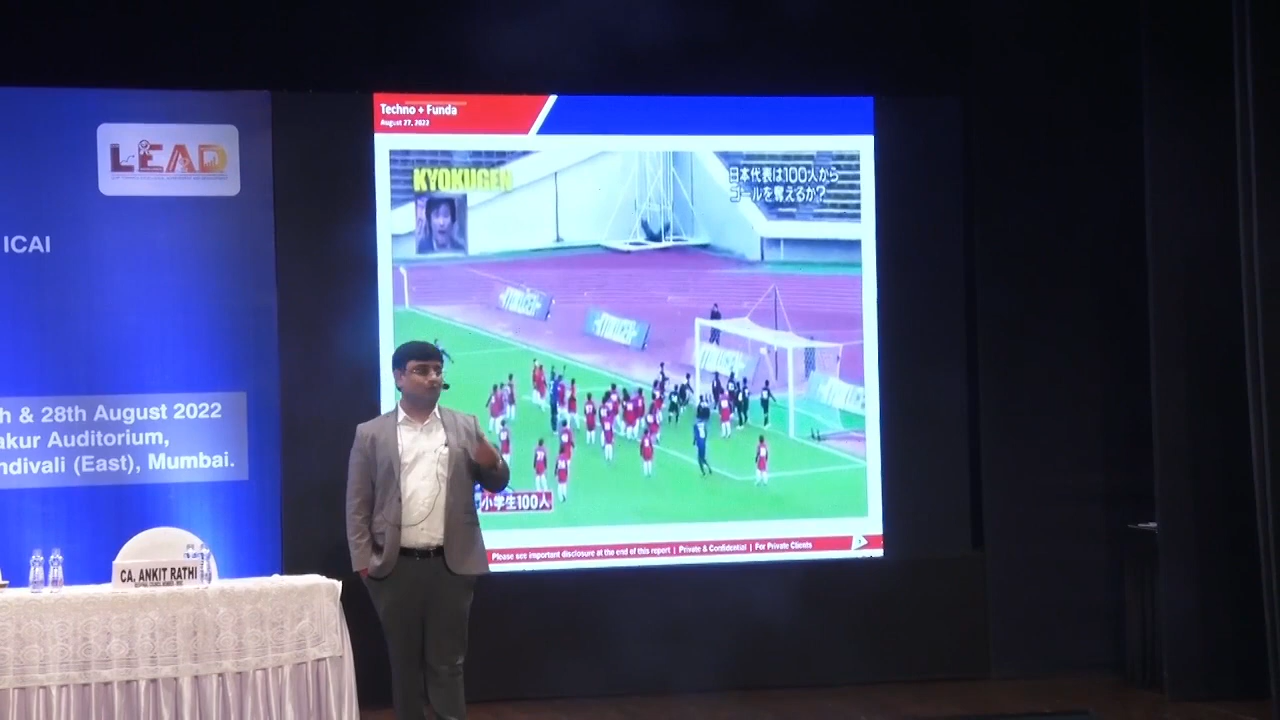 LEAD
ICAI
h & 28th August 2022
akur Auditorium,
ndivali (East), Mumbai.
CA. ANKIT RATHI
Techno + Funda
August 27, 2022
KYOKUGEN
日本代表は100人から
ゴールを奪えるか?
小学生100人
Please see important disclosure at the end of this report | Private & Confidential | For Private Clients